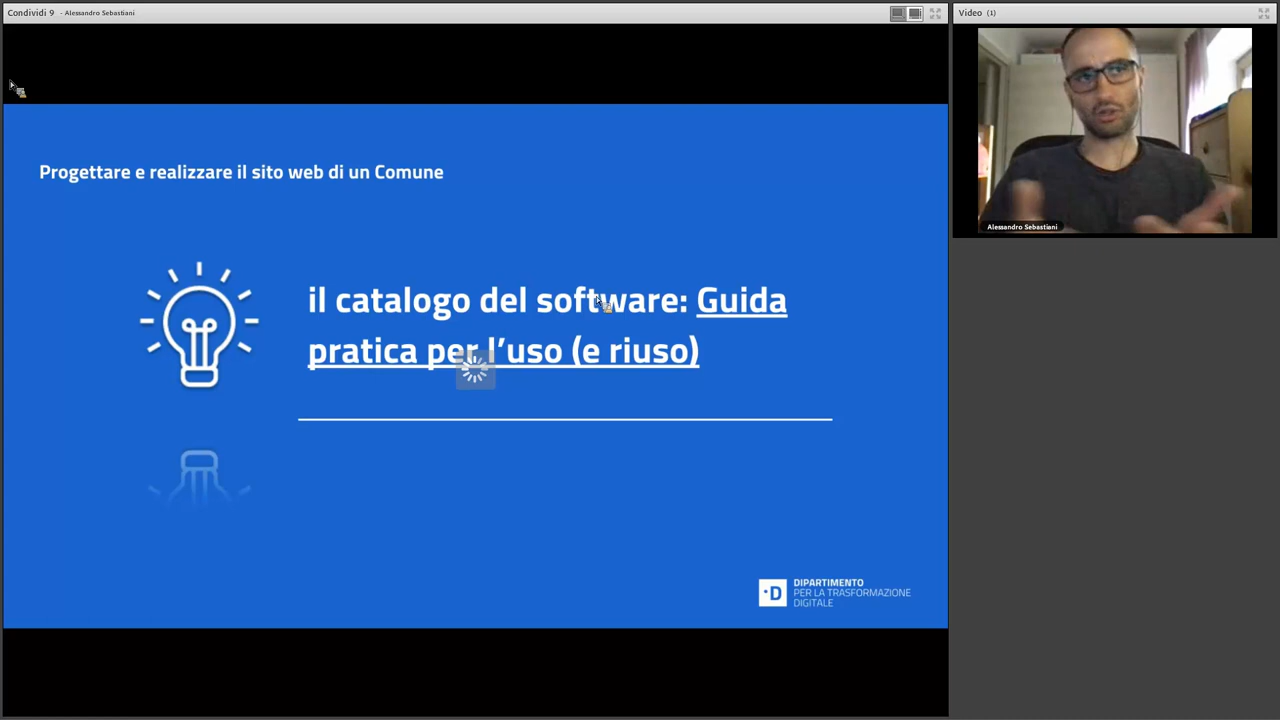 Condividi 9 - Alessandro Sebastiani
Video (1)
Alessandro Sebastiani
Progettare e realizzare il sito web di un Comune
il catalogo del software: Guida
pratica per l’uso (e riuso)
·D DIPARTIMENTO
PER LA TRASFORMAZIONE
DIGITALE